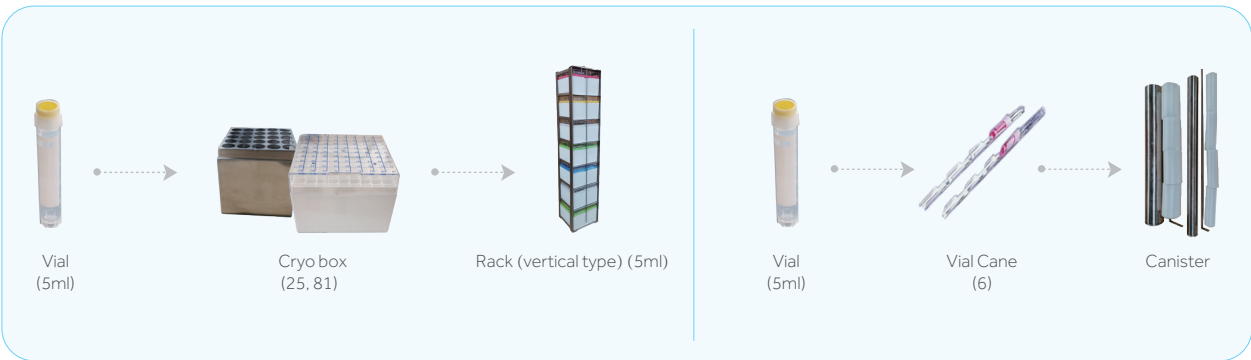 Vial
(5ml)
Cryo box
(25, 81)
Rack (vertical type) (5ml)
Vial
(5ml)
Vial Cane
(6)
Canister